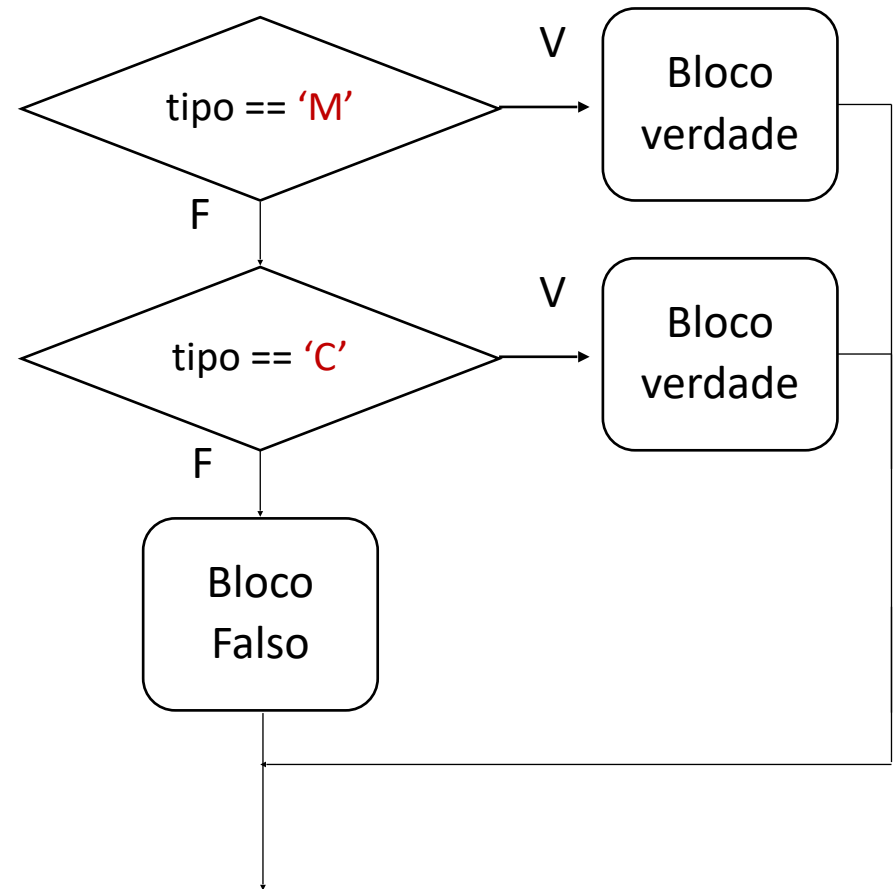 tipo == ‘M’
V
Bloco
verdade
F
tipo == ‘C’
V
Bloco
verdade
F
Bloco
Falso